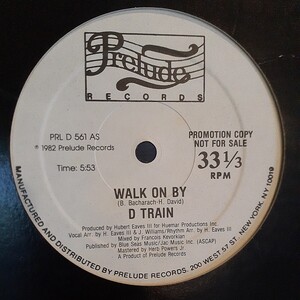 Prelude
RECORDS
PRL D 561 AS
℗ 1982 Prelude Records
Time: 5:53
PROMOTION COPY
NOT FOR SALE
33 1/3
RPM
WALK ON BY
(B. Bacharach-H. David)
D TRAIN
Produced by Hubert Eaves III for Huemar Productions Inc.
Vocal Arr. by H. Eaves III & J. Williams/Rhythm Arr. by H. Eaves III
Mixed by Francois Kevorkian
Published by Blue Seas Music/Jac Music Inc. (ASCAP)
Mastered by Herb Powers Jr
A Product of Prelude Records
MANUFACTURED AND DISTRIBUTED BY PRELUDE RECORDS. 200 WEST 57 ST. NEW YORK, NY 10019